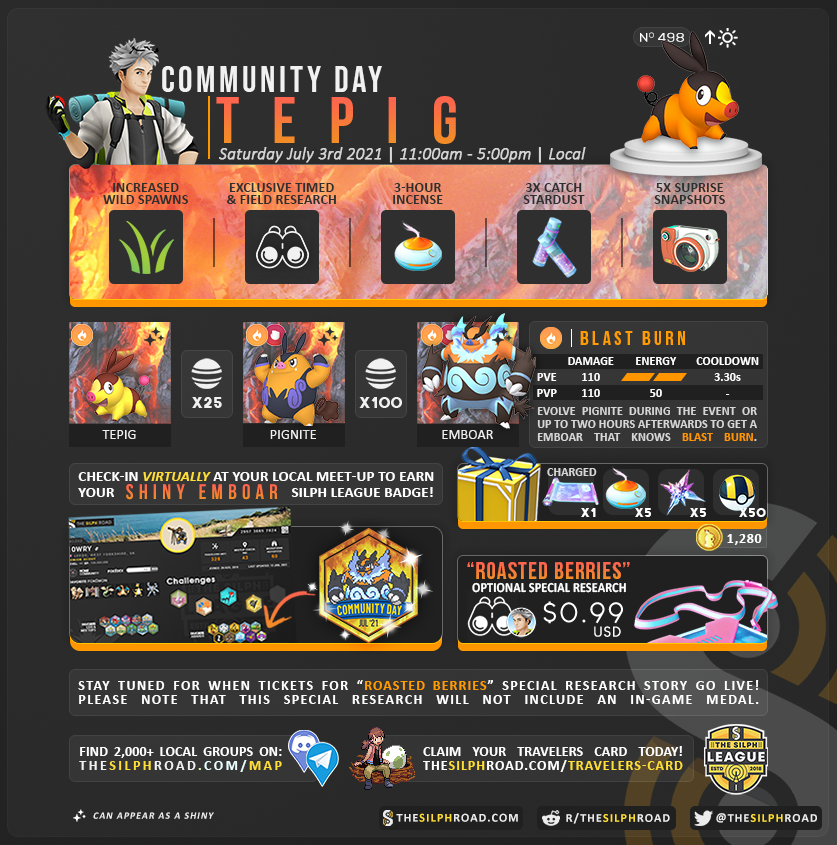 Nº 498
COMMUNITY DAY
TEPIG
Saturday July 3rd 2021 | 11:00am - 5:00pm | Local
INCREASED
WILD SPAWNS
EXCLUSIVE TIMED
& FIELD RESEARCH
3-HOUR
INCENSE
3X CATCH
STARDUST
5X SUPRISE
SNAPSHOTS
X25
X100
TEPIG
PIGNITE
EMBOAR
BLAST BURN
DAMAGE ENERGY COOLDOWN
PVE 110 3.30s
PVP 110 50 -
EVOLVE PIGNITE DURING THE EVENT OR
UP TO TWO HOURS AFTERWARDS TO GET A
EMBOAR THAT KNOWS BLAST BURN.
CHECK-IN VIRTUALLY AT YOUR LOCAL MEET-UP TO EARN
YOUR SHINY EMBOAR SILPH LEAGUE BADGE!
THE SILPH ROAD
OWRY
Challenges
COMMUNITY DAY
JUL '21
CHARGED
X1
X5
X5
X50
1,280
"ROASTED BERRIES"
OPTIONAL SPECIAL RESEARCH
$0.99
USD
STAY TUNED FOR WHEN TICKETS FOR "ROASTED BERRIES" SPECIAL RESEARCH STORY GO LIVE!
PLEASE NOTE THAT THIS SPECIAL RESEARCH WILL NOT INCLUDE AN IN-GAME MEDAL.
FIND 2,000+ LOCAL GROUPS ON:
THESILPHROAD.COM/MAP
CLAIM YOUR TRAVELERS CARD TODAY!
THESILPHROAD.COM/TRAVELERS-CARD
THE SILPH
LEAGUE
ESTD 2018
CAN APPEAR AS A SHINY
THESILPHROAD.COM
R/THESILPHROAD
@THESILPHROAD